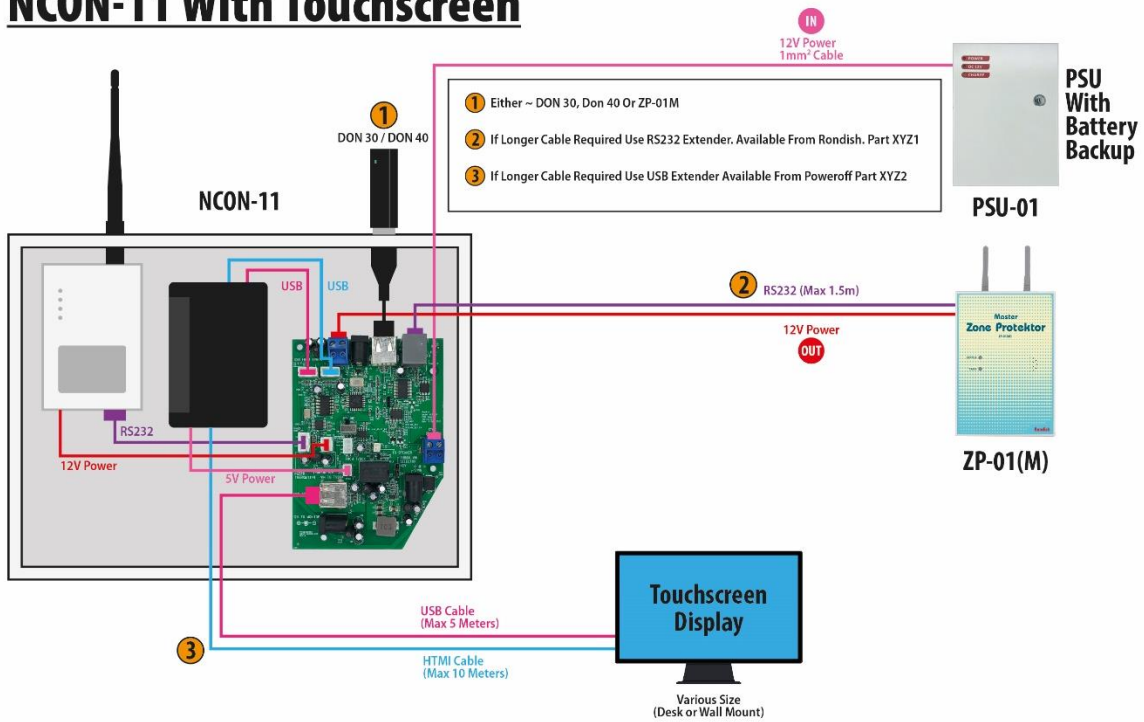 NCON-11 With Touchscreen
IN
12V Power
1mm² Cable
PSU
With
Battery
Backup
PSU-01
1
DON 30 / DON 40
1 Either ~ DON 30, Don 40 Or ZP-01M
2 If Longer Cable Required Use RS232 Extender. Available From Rondish. Part XYZ1
3 If Longer Cable Required Use USB Extender Available From Poweroff Part XYZ2
NCON-11
USB
USB
2 RS232 (Max 1.5m)
12V Power
OUT
Master
Zone Protektor
ZP-01(M)
RS232
12V Power
5V Power
USB Cable
(Max 5 Meters)
3
HTMI Cable
(Max 10 Meters)
Touchscreen
Display
Various Size
(Desk or Wall Mount)